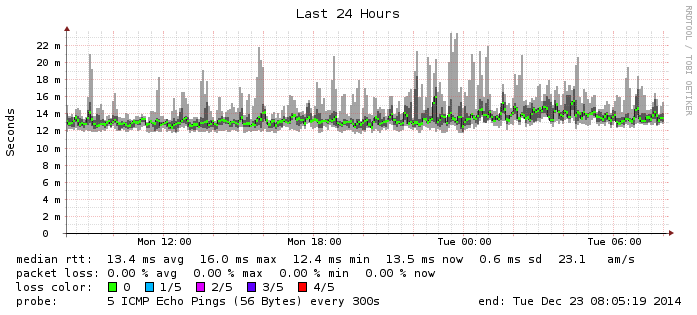 Last 24 Hours
RRDTOOL / TOBI OETIKER
Seconds
22 m
20 m
18 m
16 m
14 m
12 m
10 m
8 m
6 m
4 m
2 m
0
Mon 12:00 Mon 18:00 Tue 00:00 Tue 06:00
median rtt: 13.4 ms avg 16.0 ms max 12.4 ms min 13.5 ms now 0.6 ms sd 23.1 am/s
packet loss: 0.00 % avg 0.00 % max 0.00 % min 0.00 % now
loss color: 0 1/5 2/5 3/5 4/5
probe: 5 ICMP Echo Pings (56 Bytes) every 300s end: Tue Dec 23 08:05:19 2014